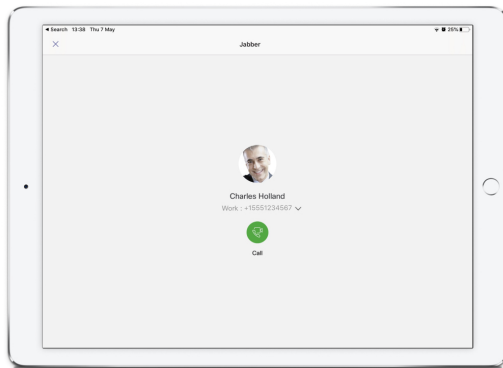 ◀ Search 13:38 Thu 7 May 25%
Jabber
Charles Holland
Work : +15551234567
Call